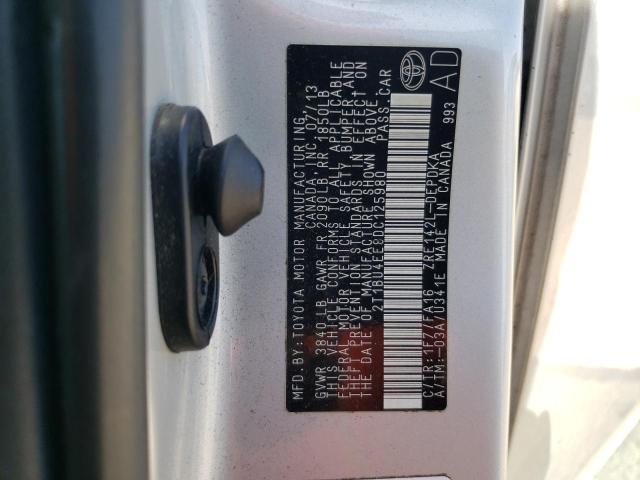 MFD.BY:TOYOTA MOTOR MANUFACTURING,
CANADA, INC. 07/13
GVWR 3840LB GAWR FR 2090LB RR 1850LB
THIS VEHICLE CONFORMS TO ALL APPLICABLE
FEDERAL MOTOR VEHICLE SAFETY, BUMPER, AND
THEFT PREVENTION STANDARDS IN EFFECT ON
THE DATE OF MANUFACTURE SHOWN ABOVE.
2T1BU4EE8DC125980 PASS.CAR
C/TR:1F7/FA16 ZRE142L-DEPDKA
A/TM:-03A/U341E MADE IN CANADA 993
AD